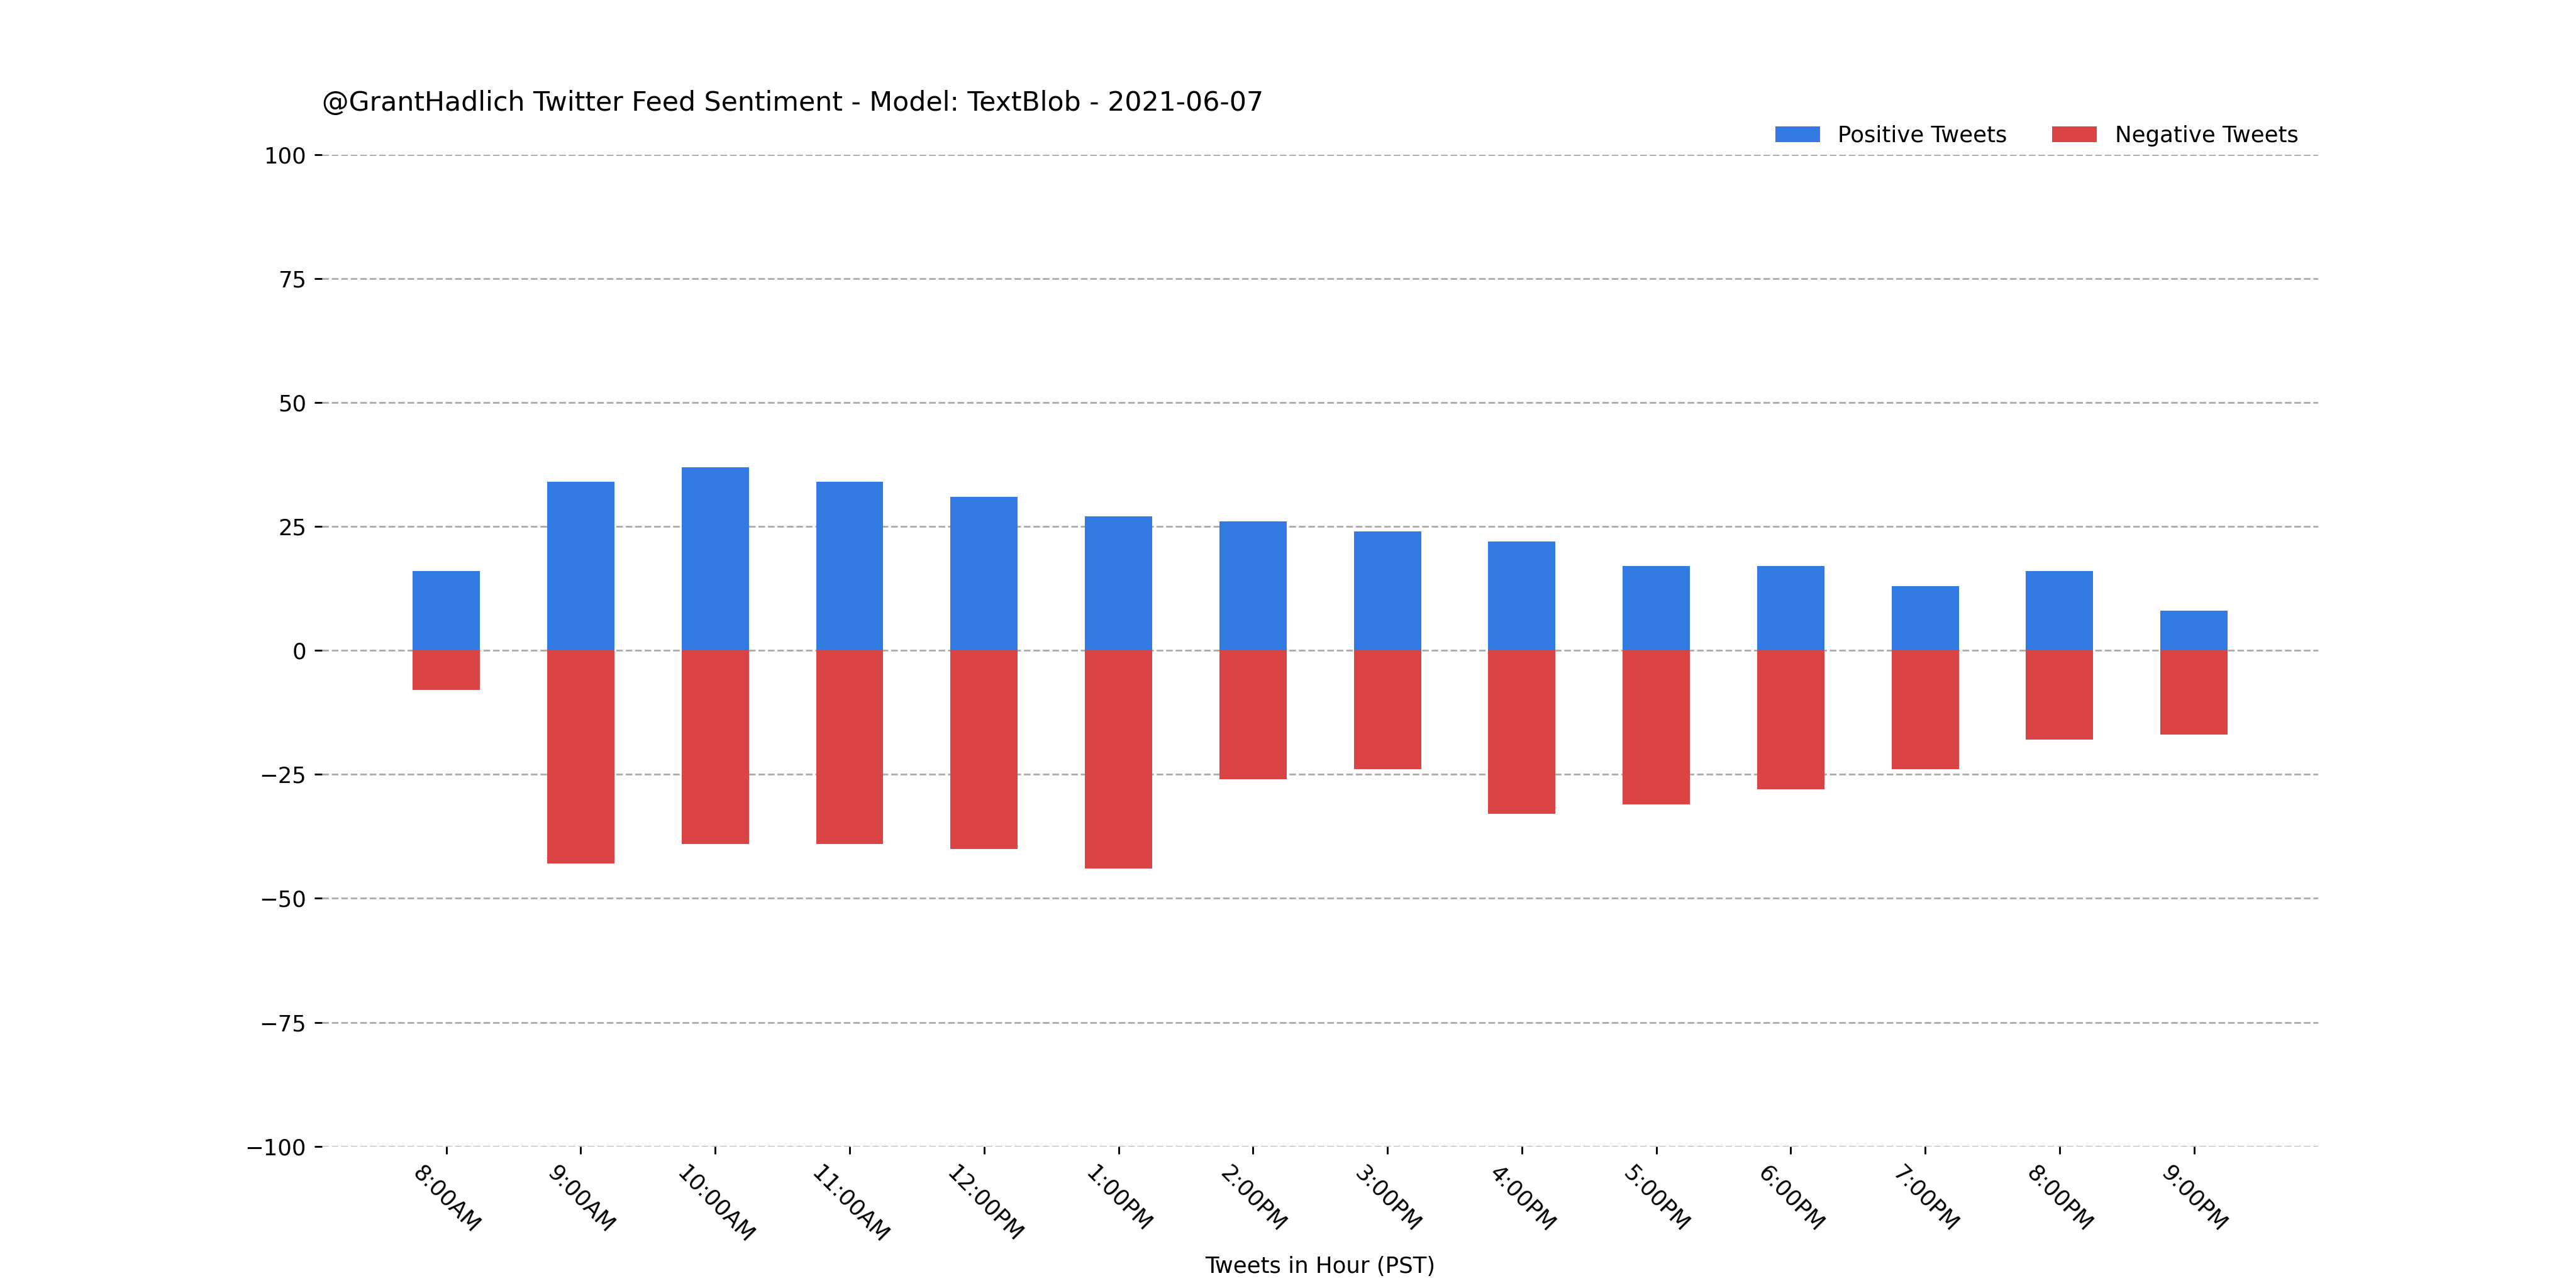 @GrantHadlich Twitter Feed Sentiment - Model: TextBlob - 2021-06-07
Positive Tweets
Negative Tweets
100
75
50
25
0
−25
−50
−75
−100
8:00AM
9:00AM
10:00AM
11:00AM
12:00PM
1:00PM
2:00PM
3:00PM
4:00PM
5:00PM
6:00PM
7:00PM
8:00PM
9:00PM
Tweets in Hour (PST)